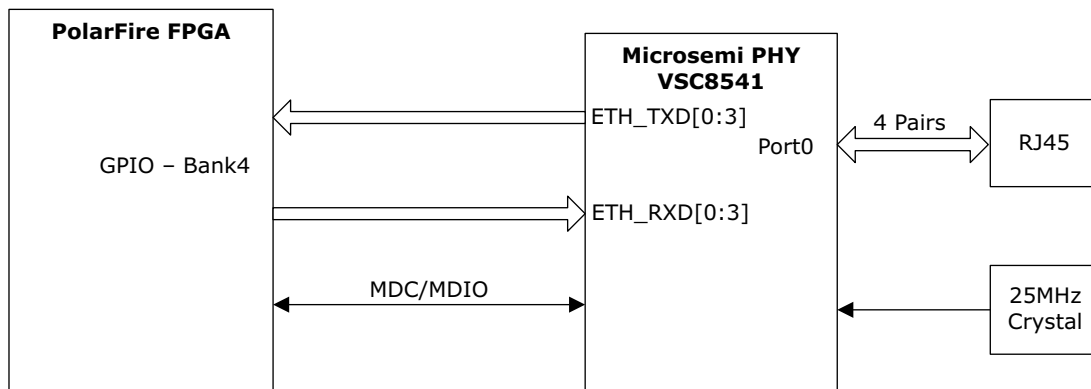 PolarFire FPGA
GPIO – Bank4
MDC/MDIO
Microsemi PHY
VSC8541
ETH_TXD[0:3]
Port0
ETH_RXD[0:3]
4 Pairs
RJ45
25MHz
Crystal